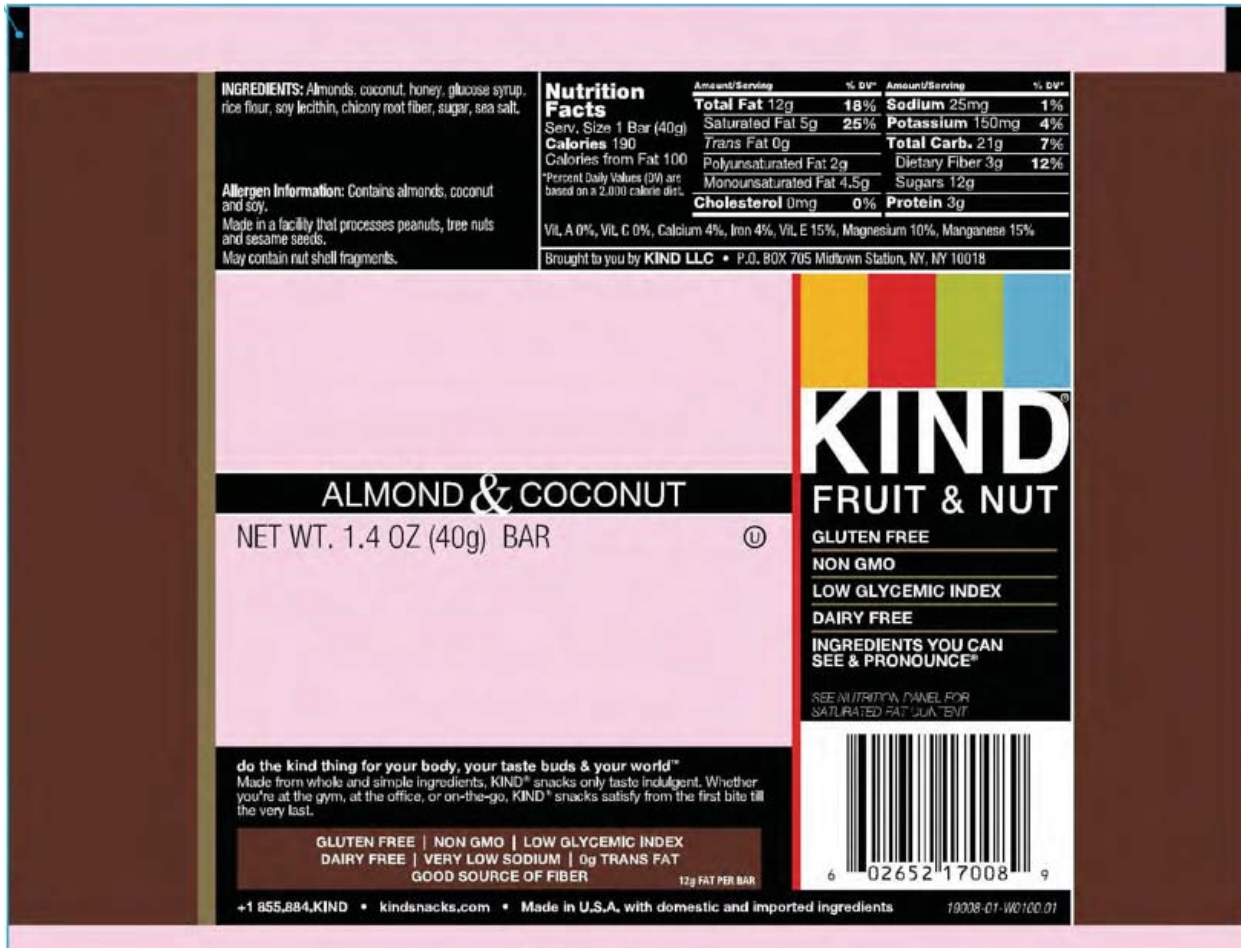 INGREDIENTS: Almonds, coconut, honey, glucose syrup,
rice flour, soy lecithin, chicory root fiber, sugar, sea salt.
Allergen Information: Contains almonds, coconut
and soy.
Made in a facility that processes peanuts, tree nuts
and sesame seeds.
May contain nut shell fragments.
Nutrition
Facts
Serv. Size 1 Bar (40g)
Calories 190
Calories from Fat 100
*Percent Daily Values (DV) are
based on a 2,000 calorie diet.
Amount/Serving % DV*
Total Fat 12g 18%
Saturated Fat 5g 25%
Trans Fat 0g
Polyunsaturated Fat 2g
Monounsaturated Fat 4.5g
Cholesterol 0mg 0%
Amount/Serving % DV*
Sodium 25mg 1%
Potassium 150mg 4%
Total Carb. 21g 7%
Dietary Fiber 3g 12%
Sugars 12g
Protein 3g
Vit. A 0%, Vit. C 0%, Calcium 4%, Iron 4%, Vit. E 15%, Magnesium 10%, Manganese 15%
Brought to you by KIND LLC • P.O. BOX 705 Midtown Station, NY, NY 10018
ALMOND & COCONUT
NET WT. 1.4 OZ (40g) BAR
U
KIND®
FRUIT & NUT
GLUTEN FREE
NON GMO
LOW GLYCEMIC INDEX
DAIRY FREE
INGREDIENTS YOU CAN
SEE & PRONOUNCE®
SEE NUTRITION PANEL FOR
SATURATED FAT CONTENT
do the kind thing for your body, your taste buds & your world™
Made from whole and simple ingredients, KIND® snacks only taste indulgent. Whether
you're at the gym, at the office, or on-the-go, KIND® snacks satisfy from the first bite till
the very last.
GLUTEN FREE | NON GMO | LOW GLYCEMIC INDEX
DAIRY FREE | VERY LOW SODIUM | 0g TRANS FAT
GOOD SOURCE OF FIBER
12g FAT PER BAR
6 02652 17008 9
+1 855.884.KIND • kindsnacks.com • Made in U.S.A. with domestic and imported ingredients
19008-01-W0100.01